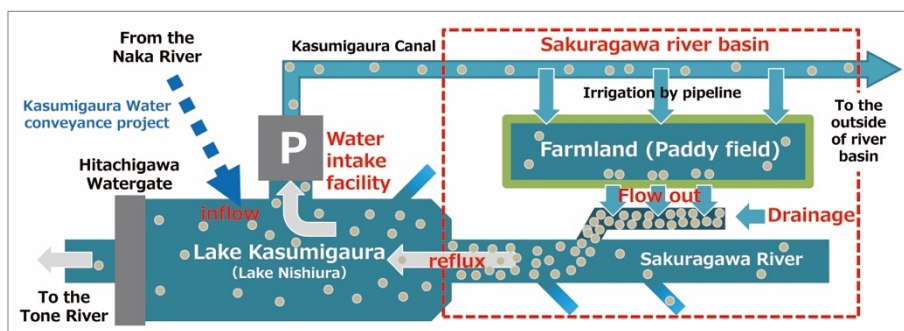 From the
Naka River
Kasumigaura Canal
Sakuragawa river basin
Kasumigaura Water
conveyance project
Irrigation by pipeline
To the
outside
of river
basin
Hitachigawa
Watergate
P
Water
intake
facility
Farmland (Paddy field)
inflow
Flow out
Drainage
Lake Kasumigaura
(Lake Nishiura)
reflux
Sakuragawa River
To the
Tone River